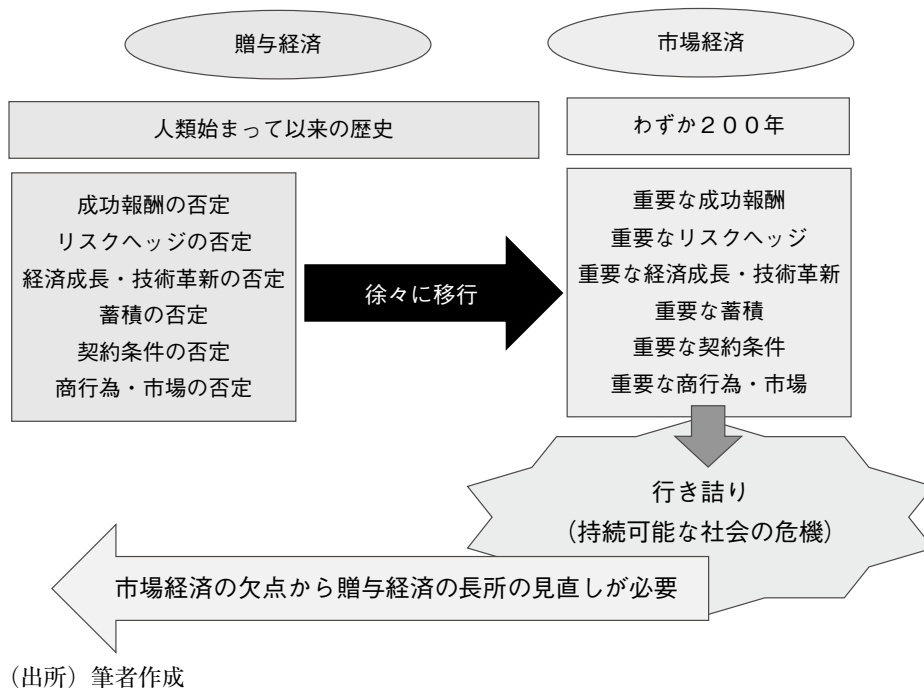 贈与経済
市場経済
人類始まって以来の歴史
わずか２００年
成功報酬の否定
リスクヘッジの否定
経済成長・技術革新の否定
蓄積の否定
契約条件の否定
商行為・市場の否定
徐々に移行
重要な成功報酬
重要なリスクヘッジ
重要な経済成長・技術革新
重要な蓄積
重要な契約条件
重要な商行為・市場
行き詰り
（持続可能な社会の危機）
市場経済の欠点から贈与経済の長所の見直しが必要
（出所）筆者作成